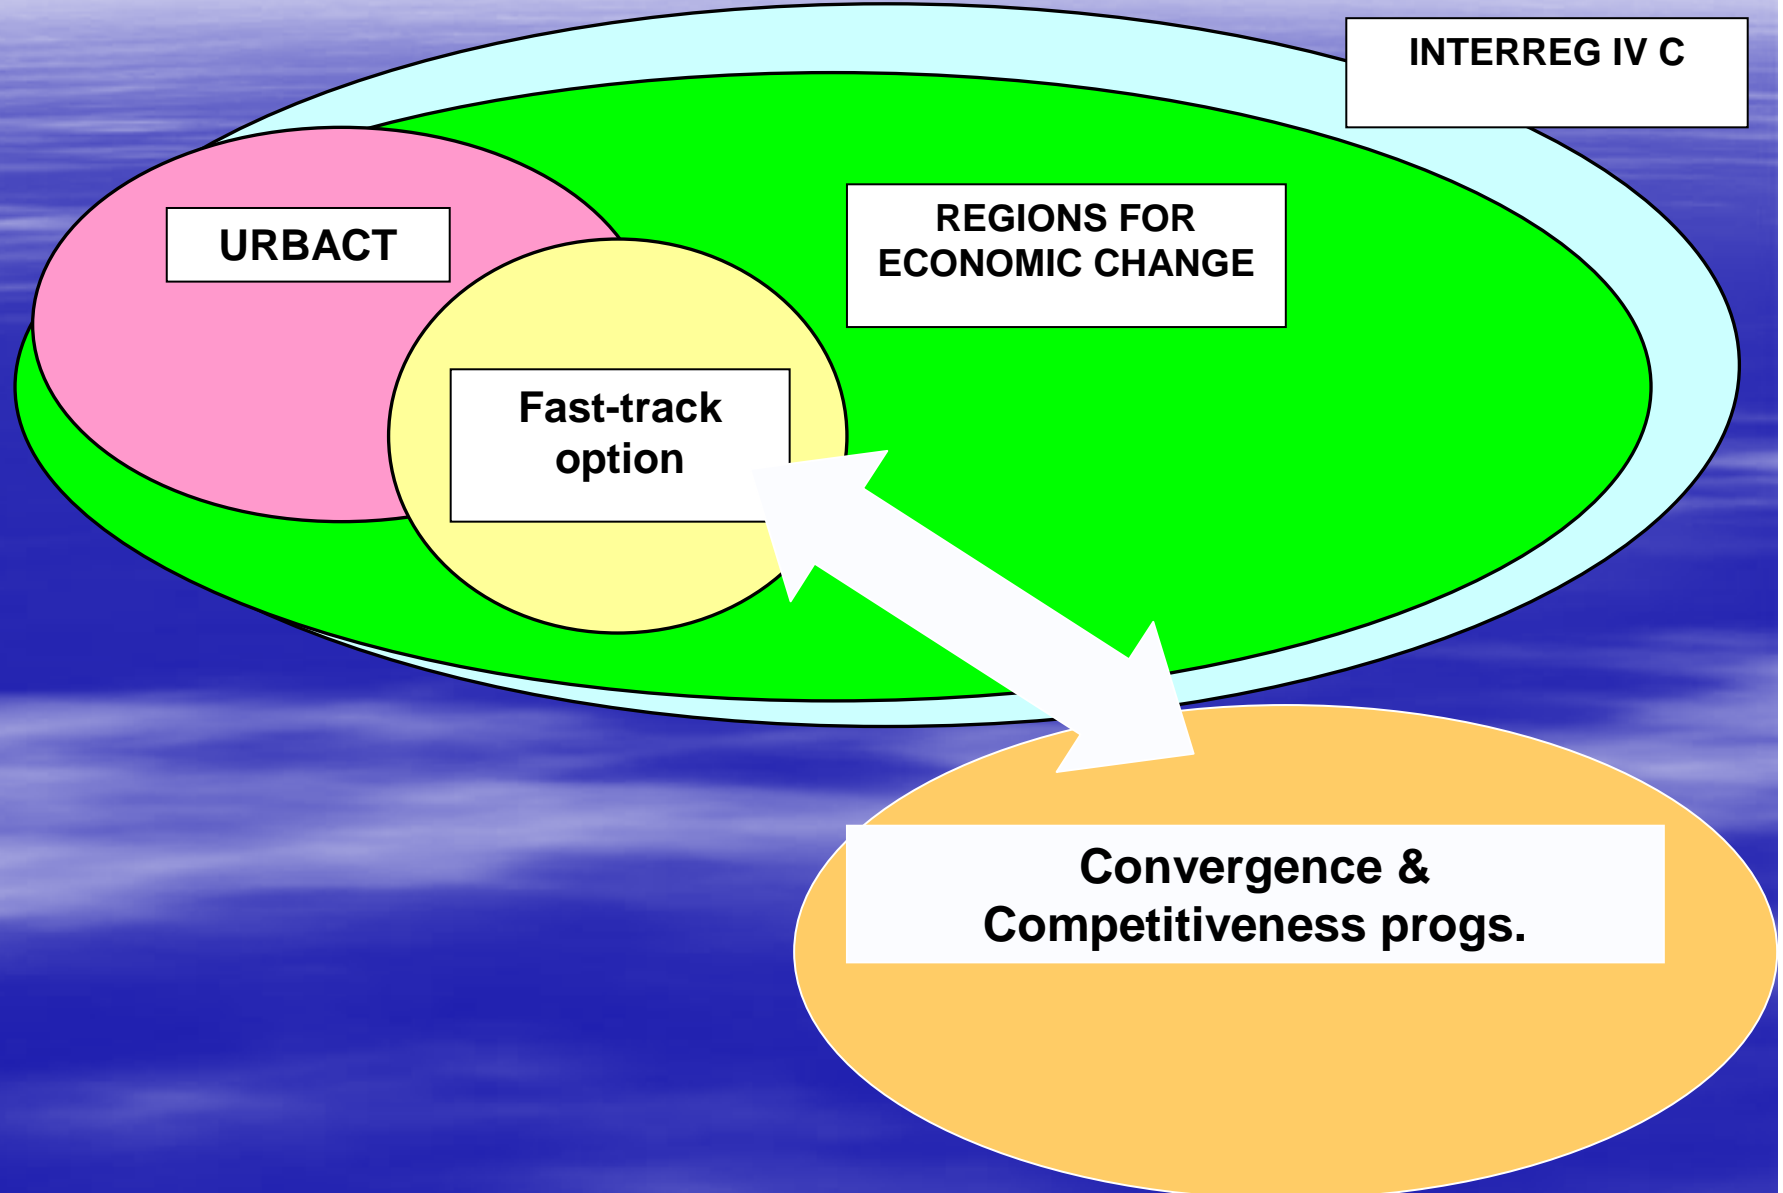 INTERREG IV C
REGIONS FOR
ECONOMIC CHANGE
URBACT
Fast-track
option
Convergence &
Competitiveness progs.